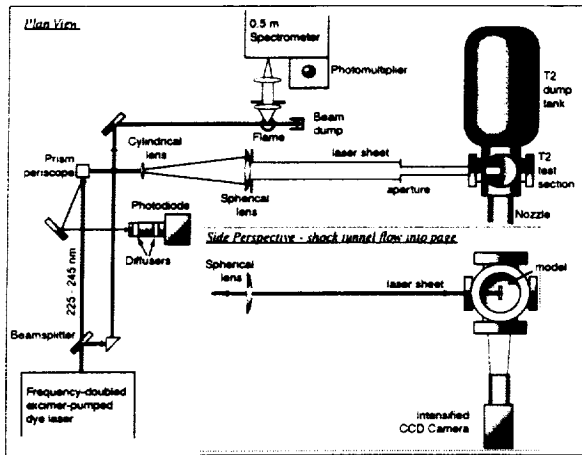 Plan View
0.5 m
Spectrometer
Photomultiplier
T2
dump
tank
Flame
Beam
dump
Cylindrical
lens
Prism
periscope
laser sheet
aperture
Spherical
lens
T2
test
section
Nozzle
Photodiode
Diffusers
225 - 245 nm
Beamsplitter
Frequency-doubled
excimer-pumped
dye laser
Side Perspective - shock tunnel flow into page
Spherical
lens
laser sheet
model
Intensified
CCD Camera